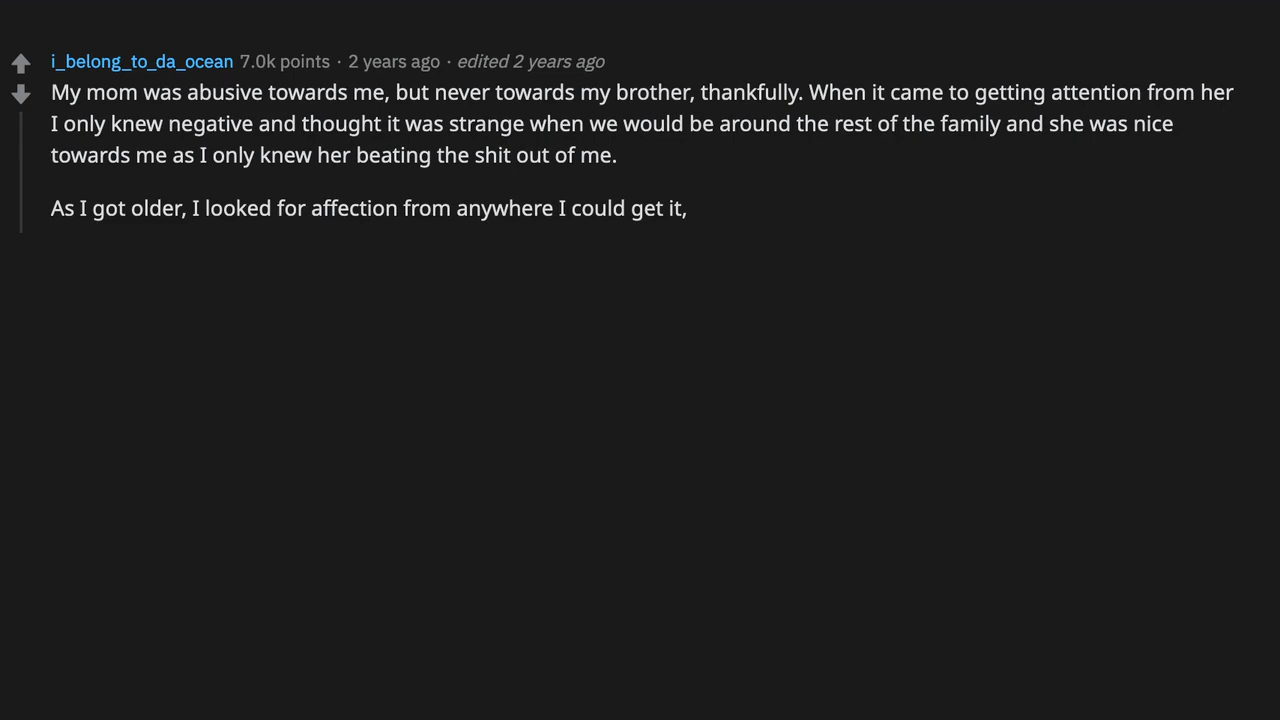 i_belong_to_da_ocean 7.0k points · 2 years ago · edited 2 years ago
My mom was abusive towards me, but never towards my brother, thankfully. When it came to getting attention from her
I only knew negative and thought it was strange when we would be around the rest of the family and she was nice
towards me as I only knew her beating the shit out of me.
As I got older, I looked for affection from anywhere I could get it,